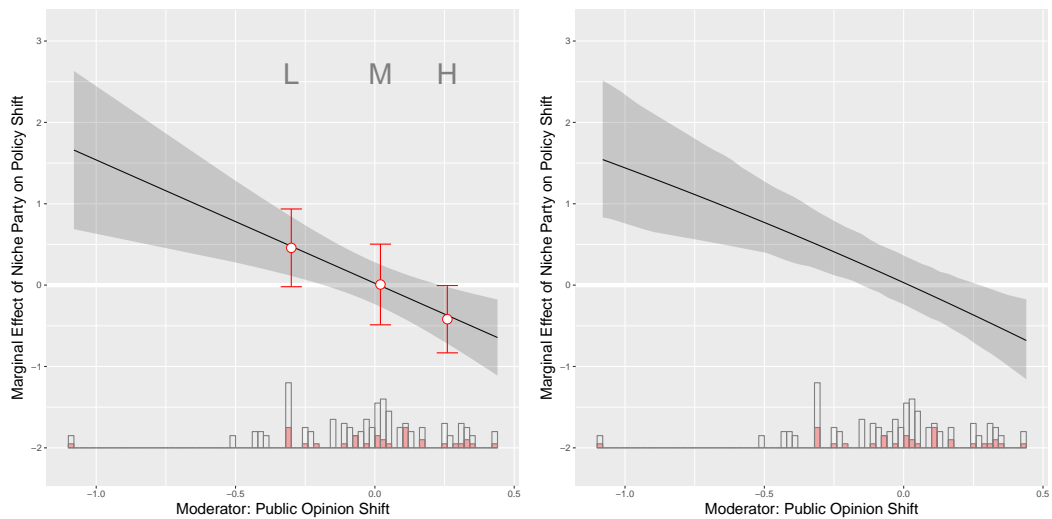 Marginal Effect of Niche Party on Policy Shift
3
2
1
0
−1
−2
L M H
−1.0 −0.5 0.0 0.5
Moderator: Public Opinion Shift
Marginal Effect of Niche Party on Policy Shift
3
2
1
0
−1
−2
−1.0 −0.5 0.0 0.5
Moderator: Public Opinion Shift